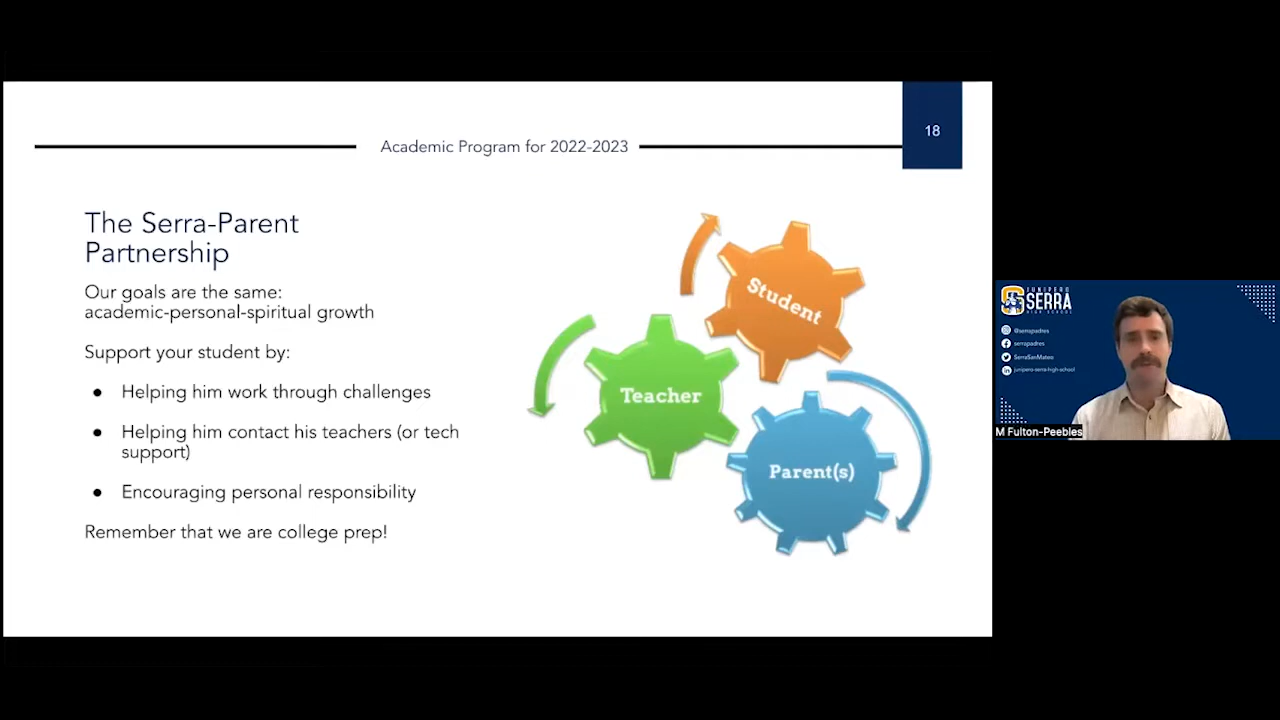 18
Academic Program for 2022-2023
The Serra-Parent
Partnership
Our goals are the same:
academic-personal-spiritual growth
Support your student by:
● Helping him work through challenges
● Helping him contact his teachers (or tech
support)
● Encouraging personal responsibility
Remember that we are college prep!
Student
Teacher
Parent(s)
JUNIPERO
SERRA
HIGH SCHOOL
@serrapadres
serrapadres
SerraSanMateo
junipero-serra-high-school
M Fulton-Peebles